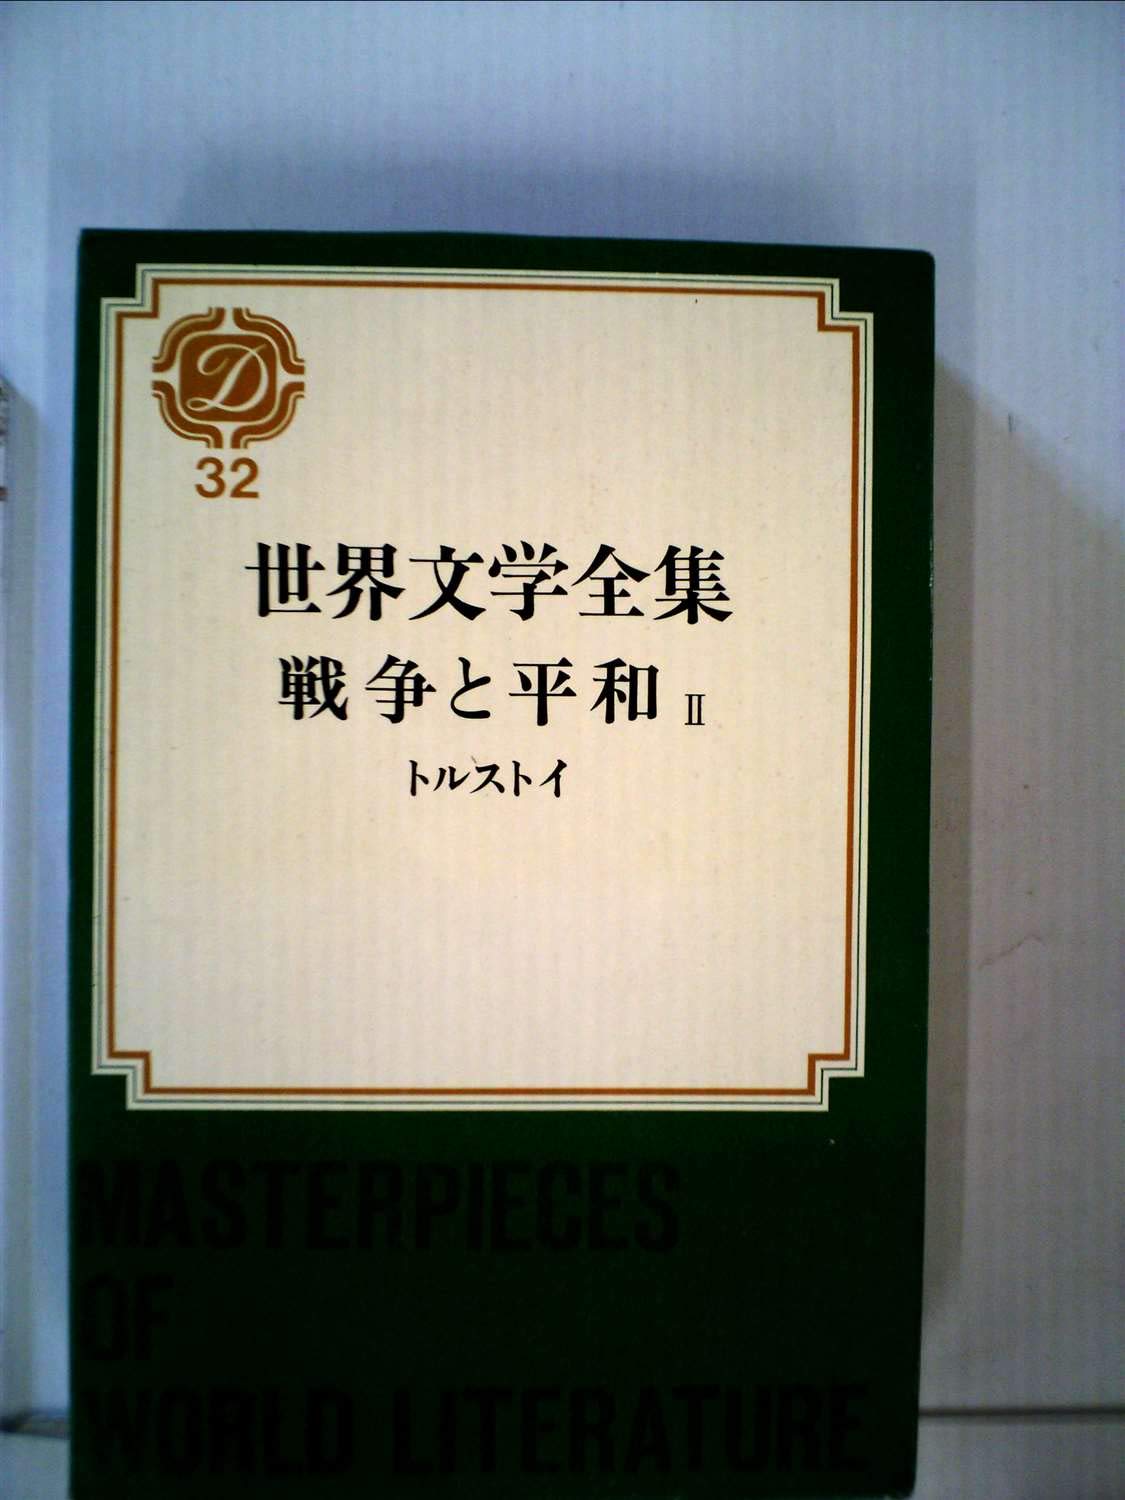 D
32
世界文学全集
戦争と平和 II
トルストイ
MASTERPIECES
OF
WORLD LITERATURE